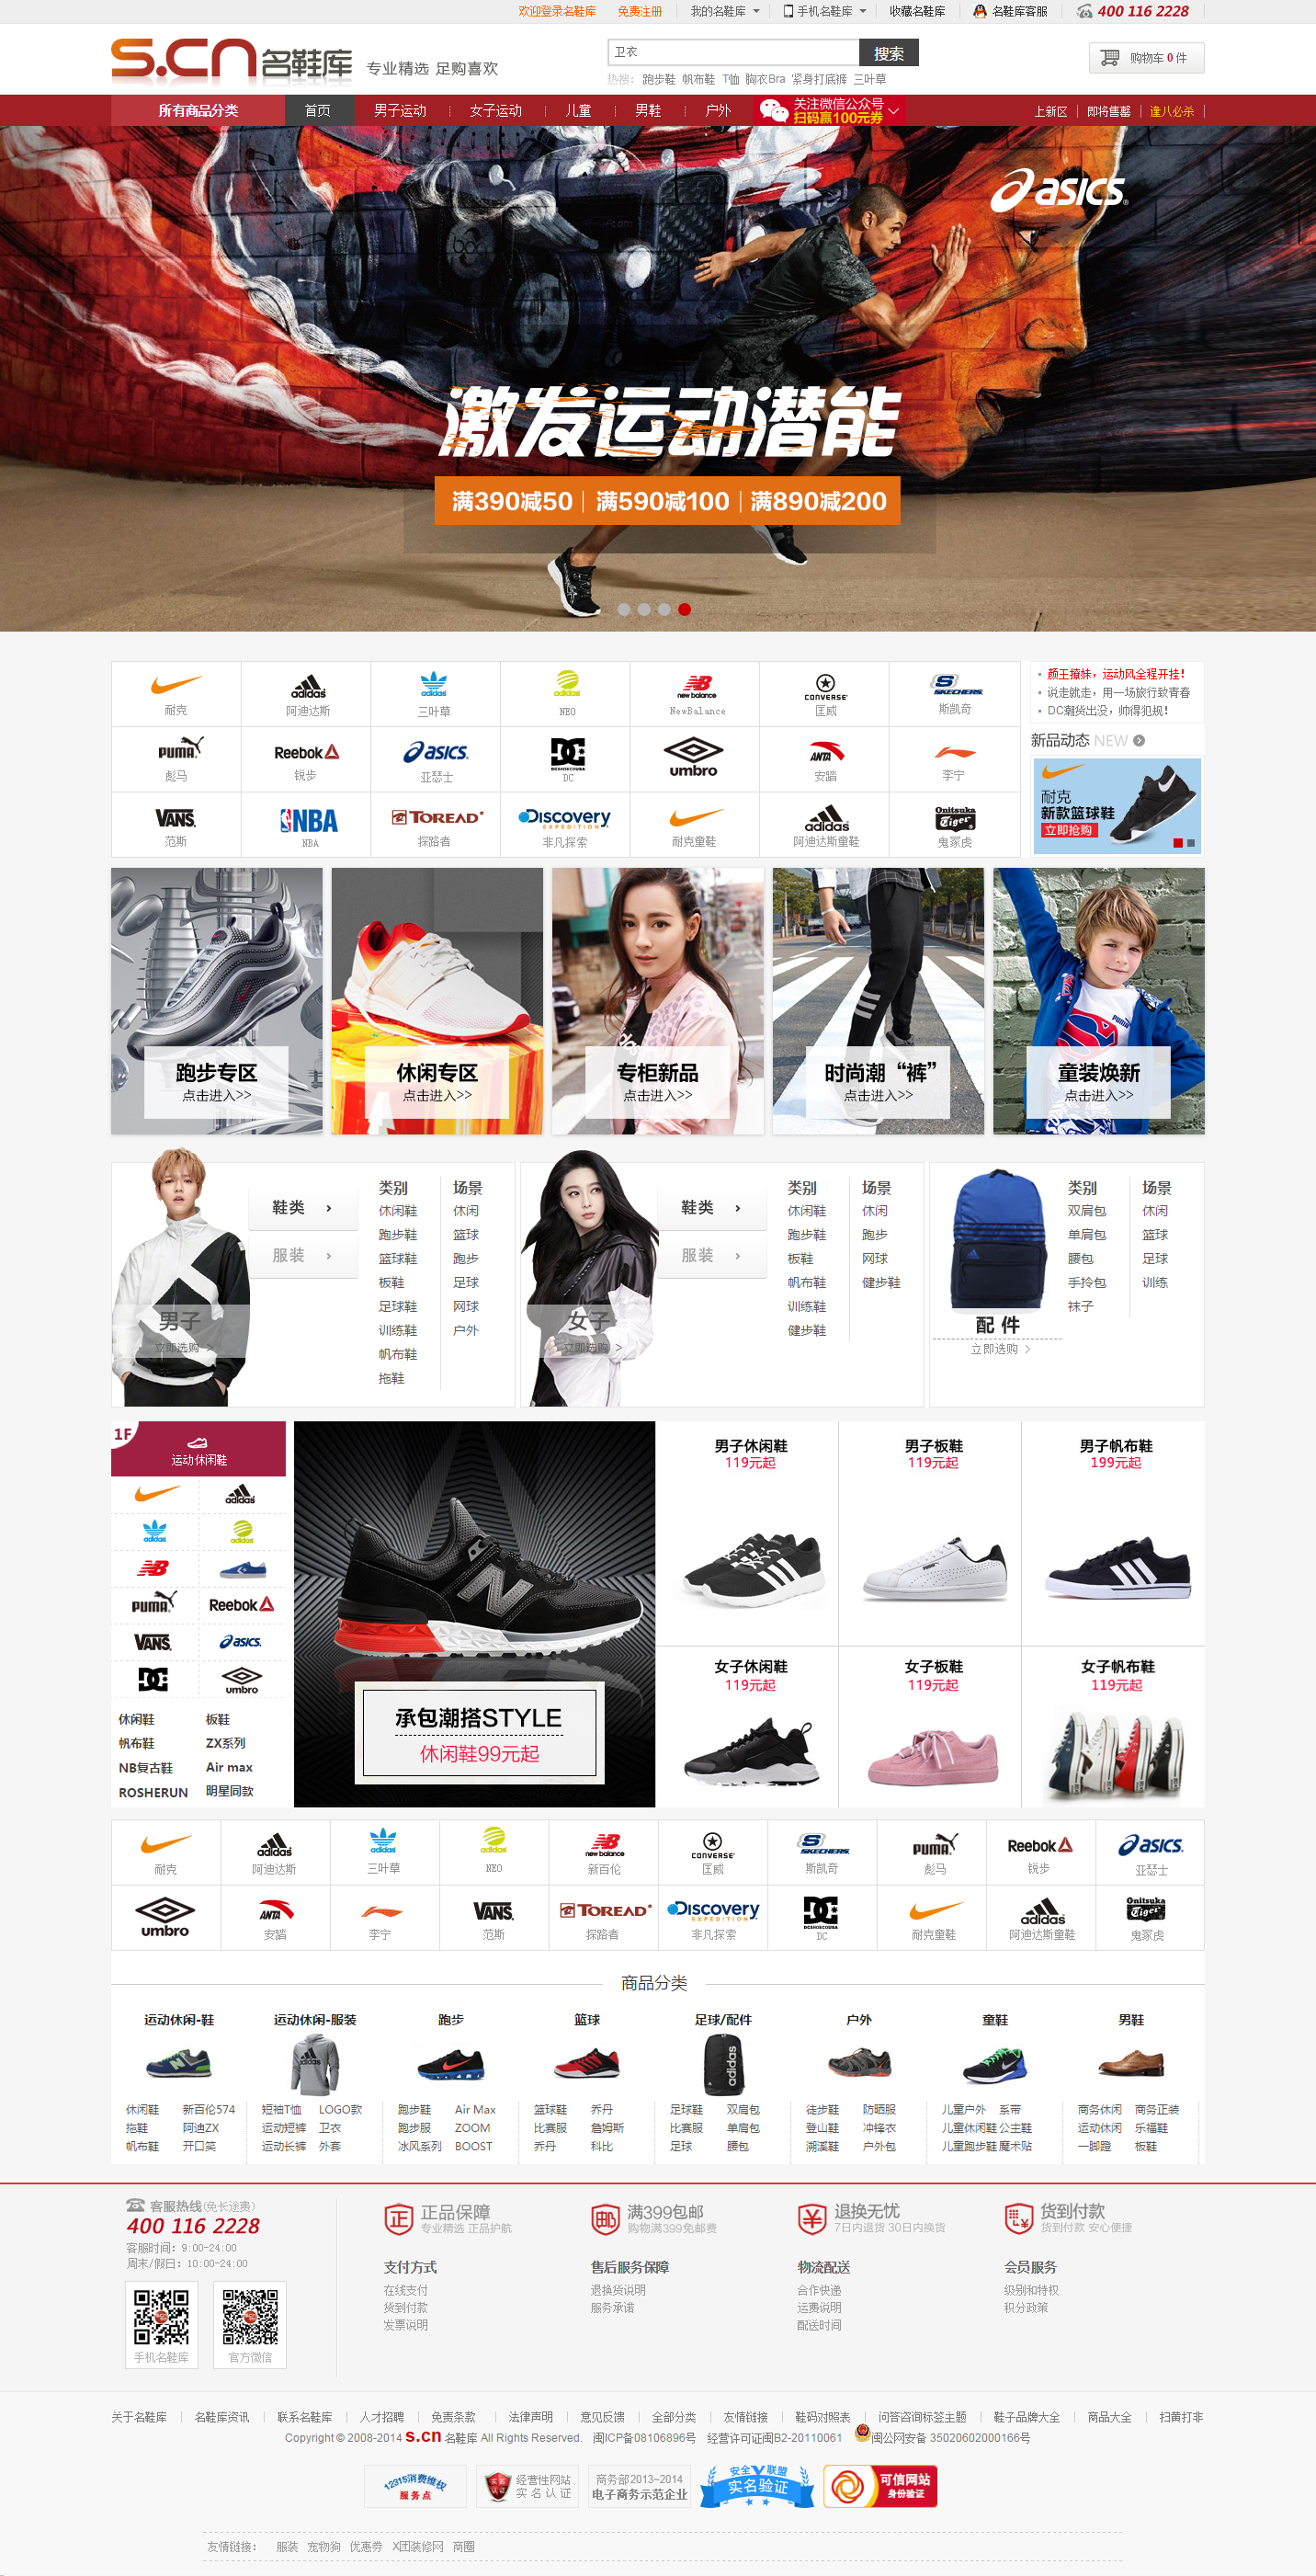 欢迎登录名鞋库 免费注册 我的名鞋库 手机名鞋库 收藏名鞋库 名鞋库客服 400 116 2228
s.cn 名鞋库 专业精选 足购喜欢
卫衣 搜索 购物车 0 件
热搜: 跑步鞋 帆布鞋 T恤 胸衣Bra 紧身打底裤 三叶草
所有商品分类 首页 男子运动 女子运动 儿童 男鞋 户外 关注微信公众号 扫码赢100元券 上新区 即将售罄 逢八必杀
asics
激发运动潜能
满390减50 | 满590减100 | 满890减200
adidas adidas adidas new balance CONVERSE SKECHERS
耐克 阿迪达斯 三叶草 NEO NewBalance 匡威 斯凯奇
PUMA Reebok asics DC DCSHOECOUSA umbro ANTA
彪马 锐步 亚瑟士 DC 安踏 李宁
VANS NBA TOREAD Discovery EXPEDITION adidas Onitsuka Tiger
范斯 NBA 探路者 非凡探索 耐克童鞋 阿迪达斯童鞋 鬼冢虎
颜王撩妹，运动风全程开挂！
说走就走，用一场旅行致青春
DC潮货出没，帅得犯规！
新品动态 NEW
耐克
新款篮球鞋
立即抢购
跑步专区 休闲专区 专柜新品 时尚潮“裤” 童装焕新
点击进入>> 点击进入>> 点击进入>> 点击进入>> 点击进入>>
男子
立即选购 >
鞋类 >
服装 >
类别 场景
休闲鞋 休闲
跑步鞋 篮球
篮球鞋 跑步
板鞋 足球
足球鞋 网球
训练鞋 户外
帆布鞋
拖鞋
女子
立即选购 >
鞋类 >
服装 >
类别 场景
休闲鞋 休闲
跑步鞋 跑步
板鞋 网球
帆布鞋 健步鞋
训练鞋
健步鞋
配 件
立即选购 >
类别 场景
双肩包 休闲
单肩包 篮球
腰包 足球
手拎包 训练
袜子
1F
运动休闲鞋
adidas
adidas adidas
NB
PUMA Reebok
VANS asics
DC umbro
休闲鞋 板鞋
帆布鞋 ZX系列
NB复古鞋 Air max
ROSHERUN 明星同款
承包潮搭STYLE
休闲鞋99元起
男子休闲鞋 男子板鞋 男子帆布鞋
119元起 119元起 199元起
女子休闲鞋 女子板鞋 女子帆布鞋
119元起 119元起 119元起
adidas adidas adidas new balance CONVERSE SKECHERS PUMA Reebok asics
耐克 阿迪达斯 三叶草 NEO 新百伦 匡威 斯凯奇 彪马 锐步 亚瑟士
umbro ANTA VANS TOREAD Discovery EXPEDITION DC DCSHOECOUSA adidas Onitsuka Tiger
安踏 李宁 范斯 探路者 非凡探索 DC 耐克童鞋 阿迪达斯童鞋 鬼冢虎
商品分类
运动休闲-鞋 运动休闲-服装 跑步 篮球 足球/配件 户外 童鞋 男鞋
休闲鞋 新百伦574 短袖T恤 LOGO款 跑步鞋 Air Max 篮球鞋 乔丹 足球鞋 双肩包 徒步鞋 防晒服 儿童户外 系带 商务休闲 商务正装
拖鞋 阿迪ZX 运动短裤 卫衣 跑步服 ZOOM 比赛服 詹姆斯 比赛服 单肩包 登山鞋 冲锋衣 儿童休闲鞋 公主鞋 运动休闲 乐福鞋
帆布鞋 开口笑 运动长裤 外套 冰风系列 BOOST 乔丹 科比 足球 腰包 溯溪鞋 户外包 儿童跑步鞋 魔术贴 一脚蹬 板鞋
客服热线(免长途费)
400 116 2228
客服时间：9:00-24:00
周末/假日：10:00-24:00
手机名鞋库 官方微信
正 正品保障
专业精选 正品护航
邮 满399包邮
购物满399免邮费
¥ 退换无忧
7日内退货 30日内换货
货到付款
货到付款 安心便捷
支付方式 售后服务保障 物流配送 会员服务
在线支付 退换货说明 合作快递 级别和特权
货到付款 服务承诺 运费说明 积分政策
发票说明 配送时间
关于名鞋库 名鞋库资讯 联系名鞋库 人才招聘 免责条款 法律声明 意见反馈 全部分类 友情链接 鞋码对照表 问答咨询标签主题 鞋子品牌大全 商品大全 扫黄打非
Copyright © 2008-2014 s.cn 名鞋库 All Rights Reserved. 闽ICP备08106896号 经营许可证闽B2-20110061 闽公网安备 35020602000166号
12315消费维权 服务点
经营性网站 实名认证
商务部2013~2014 电子商务示范企业
安全联盟 实名验证
可信网站 身份验证
友情链接： 服装 宠物狗 优惠券 X团装修网 商圈